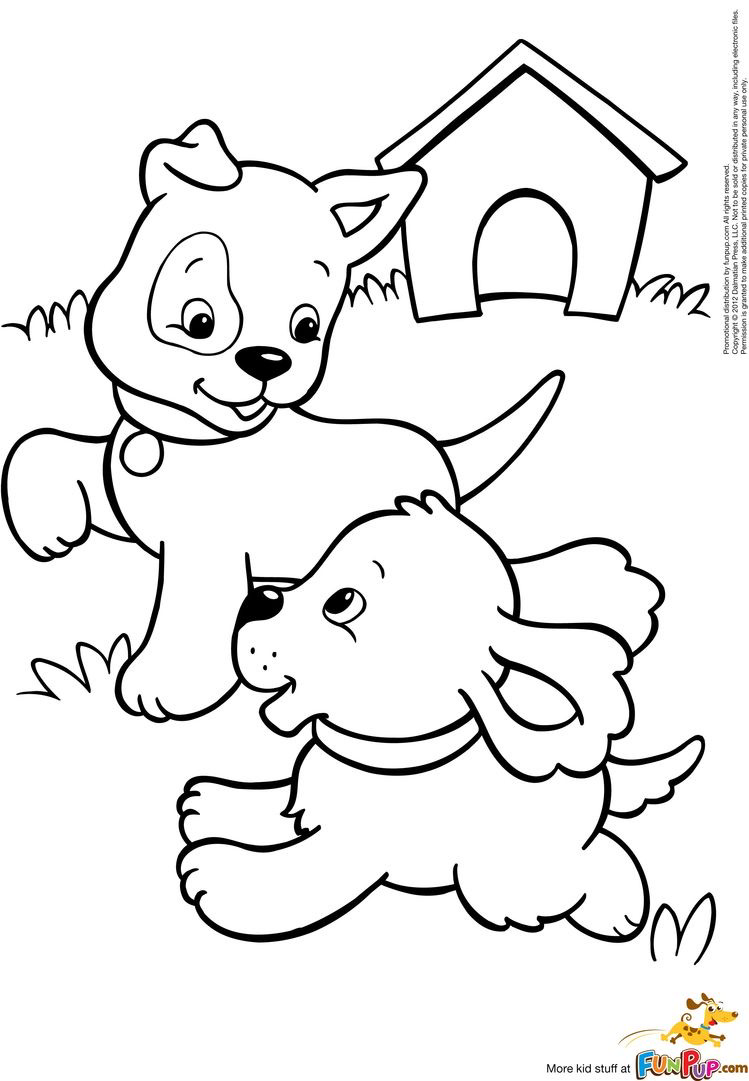 Promotional distribution by funpup.com All rights reserved.
Copyright © 2012 Dalmatian Press, LLC. Not to be sold or distributed in any way, including electronic files.
Permission is granted to make additional printed copies for private personal use only.
More kid stuff at FunPup.com